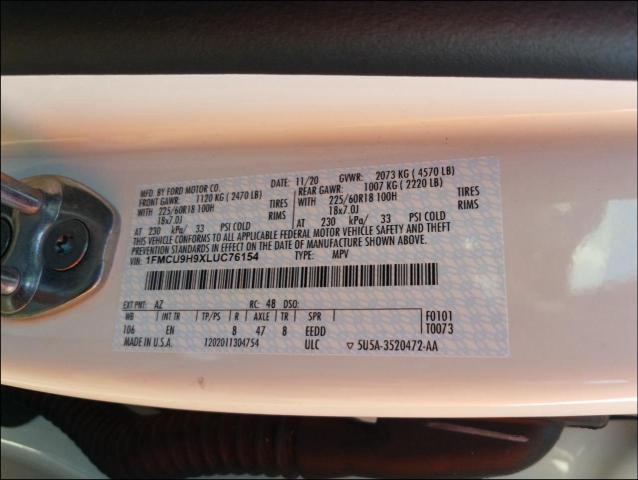 MFD. BY FORD MOTOR CO.
DATE: 11/20 GVWR: 2073 KG ( 4570 LB)
FRONT GAWR: 1120 KG ( 2470 LB) REAR GAWR: 1007 KG ( 2220 LB)
WITH 225/60R18 100H TIRES WITH 225/60R18 100H TIRES
18x7.0J RIMS 18x7.0J RIMS
AT 230 kPa/ 33 PSI COLD AT 230 kPa/ 33 PSI COLD
THIS VEHICLE CONFORMS TO ALL APPLICABLE FEDERAL MOTOR VEHICLE SAFETY AND THEFT
PREVENTION STANDARDS IN EFFECT ON THE DATE OF MANUFACTURE SHOWN ABOVE.
VIN: 1FMCU9H9XLUC76154 TYPE: MPV
EXT PNT: AZ RC: 48 DSO: F0101
WB INT TR TP/PS R AXLE TR SPR T0073
106 EN 8 47 8 EEDD
MADE IN U.S.A. 1202011304754 ULC ▽ 5U5A-3520472-AA